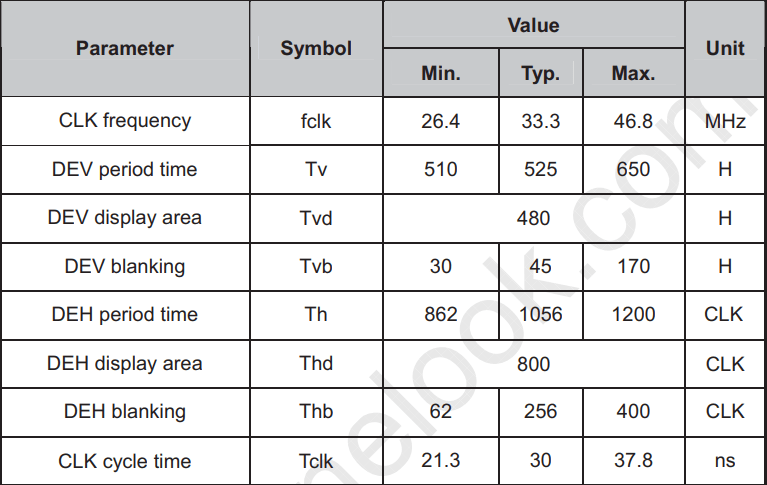 Parameter Symbol Value Unit
Min. Typ. Max.
CLK frequency fclk 26.4 33.3 46.8 MHz
DEV period time Tv 510 525 650 H
DEV display area Tvd 480 H
DEV blanking Tvb 30 45 170 H
DEH period time Th 862 1056 1200 CLK
DEH display area Thd 800 CLK
DEH blanking Thb 62 256 400 CLK
CLK cycle time Tclk 21.3 30 37.8 ns
nelook.com